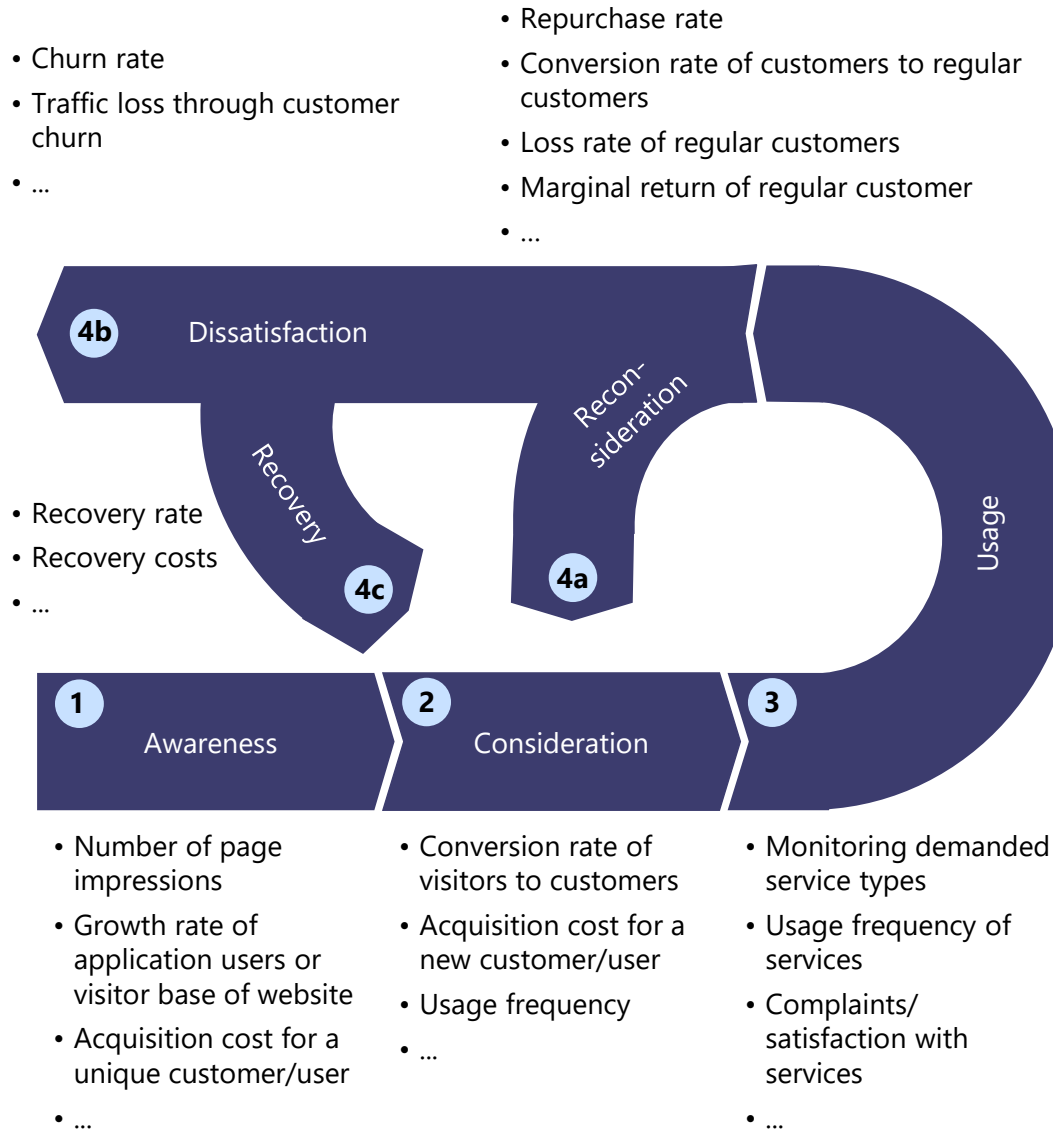 • Churn rate
• Traffic loss through customer
churn
• ...
• Repurchase rate
• Conversion rate of customers to regular
customers
• Loss rate of regular customers
• Marginal return of regular customer
• ...
4b
Dissatisfaction
Recon-
sideration
Recovery
Usage
• Recovery rate
• Recovery costs
• ...
4c
4a
1
Awareness
2
Consideration
3
• Number of page
impressions
• Growth rate of
application users or
visitor base of website
• Acquisition cost for a
unique customer/user
• ...
• Conversion rate of
visitors to customers
• Acquisition cost for a
new customer/user
• Usage frequency
• ...
• Monitoring demanded
service types
• Usage frequency of
services
• Complaints/
satisfaction with
services
• ...